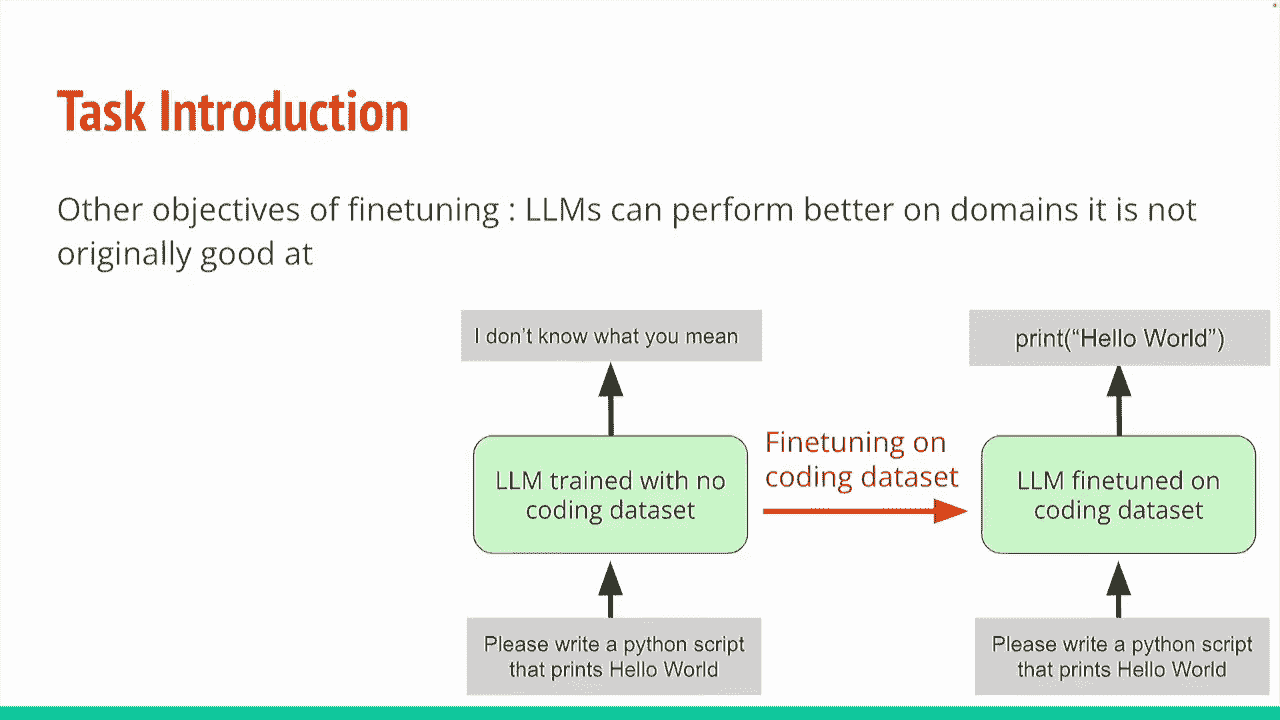 Task Introduction
Other objectives of finetuning : LLMs can perform better on domains it is not
originally good at
I don’t know what you mean
print(“Hello World”)
Finetuning on
coding dataset
LLM trained with no
coding dataset
LLM finetuned on
coding dataset
Please write a python script
that prints Hello World
Please write a python script
that prints Hello World